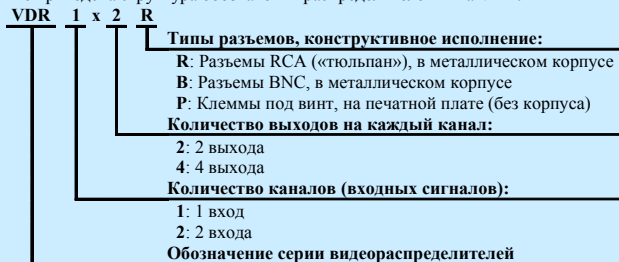 VDR 1 x 2 R
Типы разъемов, конструктивное исполнение:
R: Разъемы RCA («тюльпан»), в металлическом корпусе
B: Разъемы BNC, в металлическом корпусе
P: Клеммы под винт, на печатной плате (без корпуса)
Количество выходов на каждый канал:
2: 2 выхода
4: 4 выхода
Количество каналов (входных сигналов):
1: 1 вход
2: 2 входа
Обозначение серии видеораспределителей